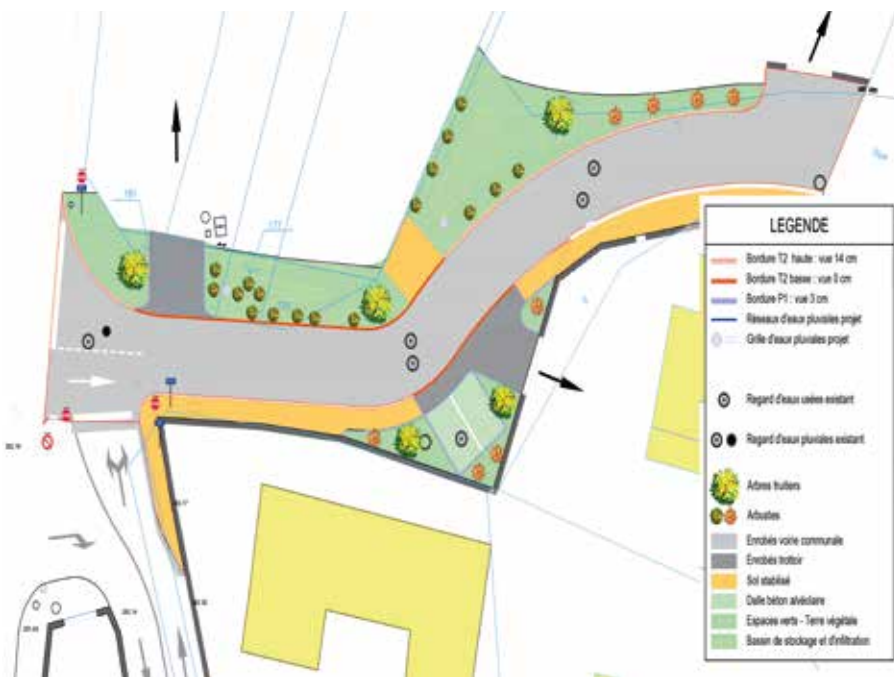 LEGENDE
Bordure T2 haute : vue 14 cm
Bordure T2 basse : vue 0 cm
Bordure P1 : vue 3 cm
Réseaux d'eaux pluviales projet
Grille d'eaux pluviales projet
Regard d'eaux usées existant
Regard d'eaux pluviales existant
Arbres fruitiers
Arbustes
Enrobés voirie communale
Enrobés trottoir
Sol stabilisé
Dalle béton alvéolaire
Espaces verts - Terre végétale
Bassin de stockage et d'infiltration